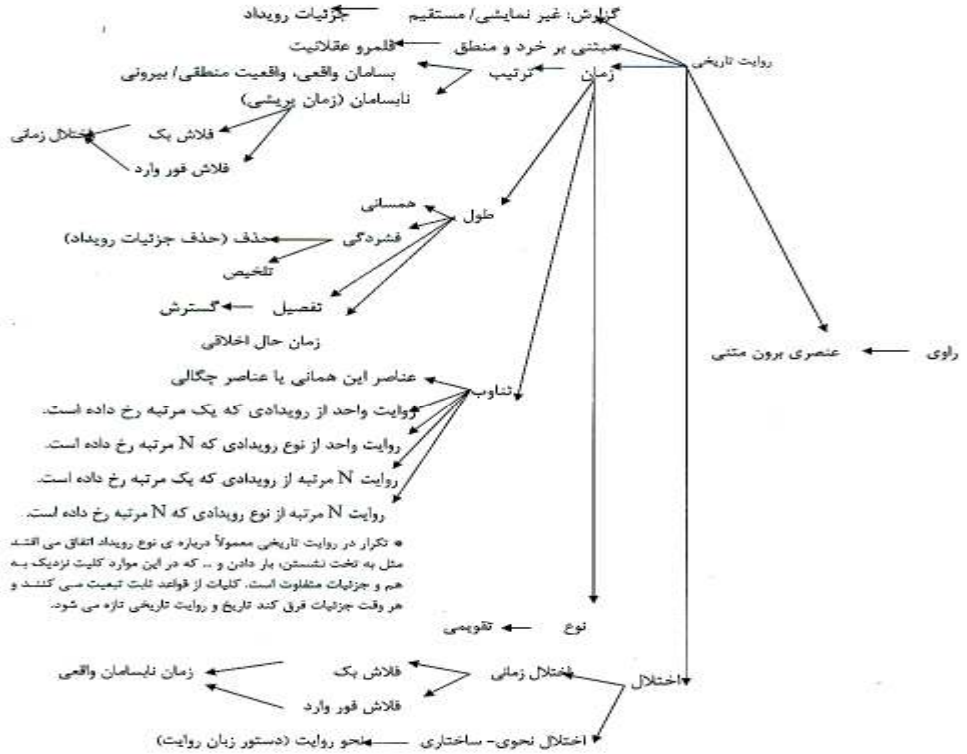 گزارش: غیر نمایشی/ مستقیم جزئیات رویداد
روایت تاریخی
مبتنی بر خرد و منطق قلمرو عقلانیت
زمان ترتیب بسامان واقعی، واقعیت منطقی/ بیرونی
نابسامان (زمان پریشی)
فلاش بک اختلال زمانی
فلاش فور وارد
طول همسانی
فشردگی حذف (حذف جزئیات رویداد)
تلخیص
تفصیل گسترش
زمان حال اخلاقی
راوی عنصری برون متنی
تناوب عناصر این همانی یا عناصر چگالی
روایت واحد از رویدادی که یک مرتبه رخ داده است.
روایت واحد از نوع رویدادی که N مرتبه رخ داده است.
روایت N مرتبه از رویدادی که یک مرتبه رخ داده است.
روایت N مرتبه از نوع رویدادی که N مرتبه رخ داده است.
* تکرار در روایت تاریخی معمولاً درباره ی نوع رویداد اتفاق می افتد
مثل به تخت نشستن، بار دادن و ... که در این موارد کلیت نزدیک به
هم و جزئیات متفاوت است. کلیات از قواعد ثابت تبعیت می کنند و
هر وقت جزئیات فرق کند تاریخ و روایت تاریخی تازه می شود.
نوع تقویمی
اختلال اختلال زمانی فلاش بک زمان نابسامان واقعی
فلاش فور وارد
اختلال نحوی- ساختاری نحو روایت (دستور زبان روایت)